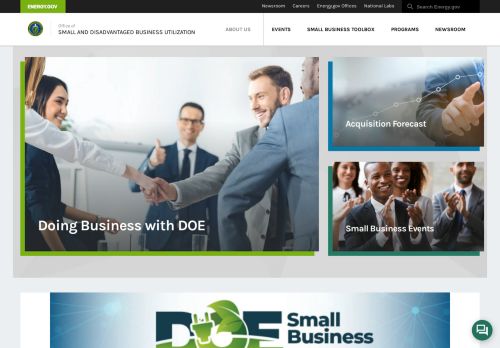 ENERGY.GOV
Newsroom Careers Energy.gov Offices National Labs Search Energy.gov
Office of
SMALL AND DISADVANTAGED BUSINESS UTILIZATION
ABOUT US EVENTS SMALL BUSINESS TOOLBOX PROGRAMS NEWSROOM
Acquisition Forecast
Doing Business with DOE
Small Business Events
DOE Small
Business